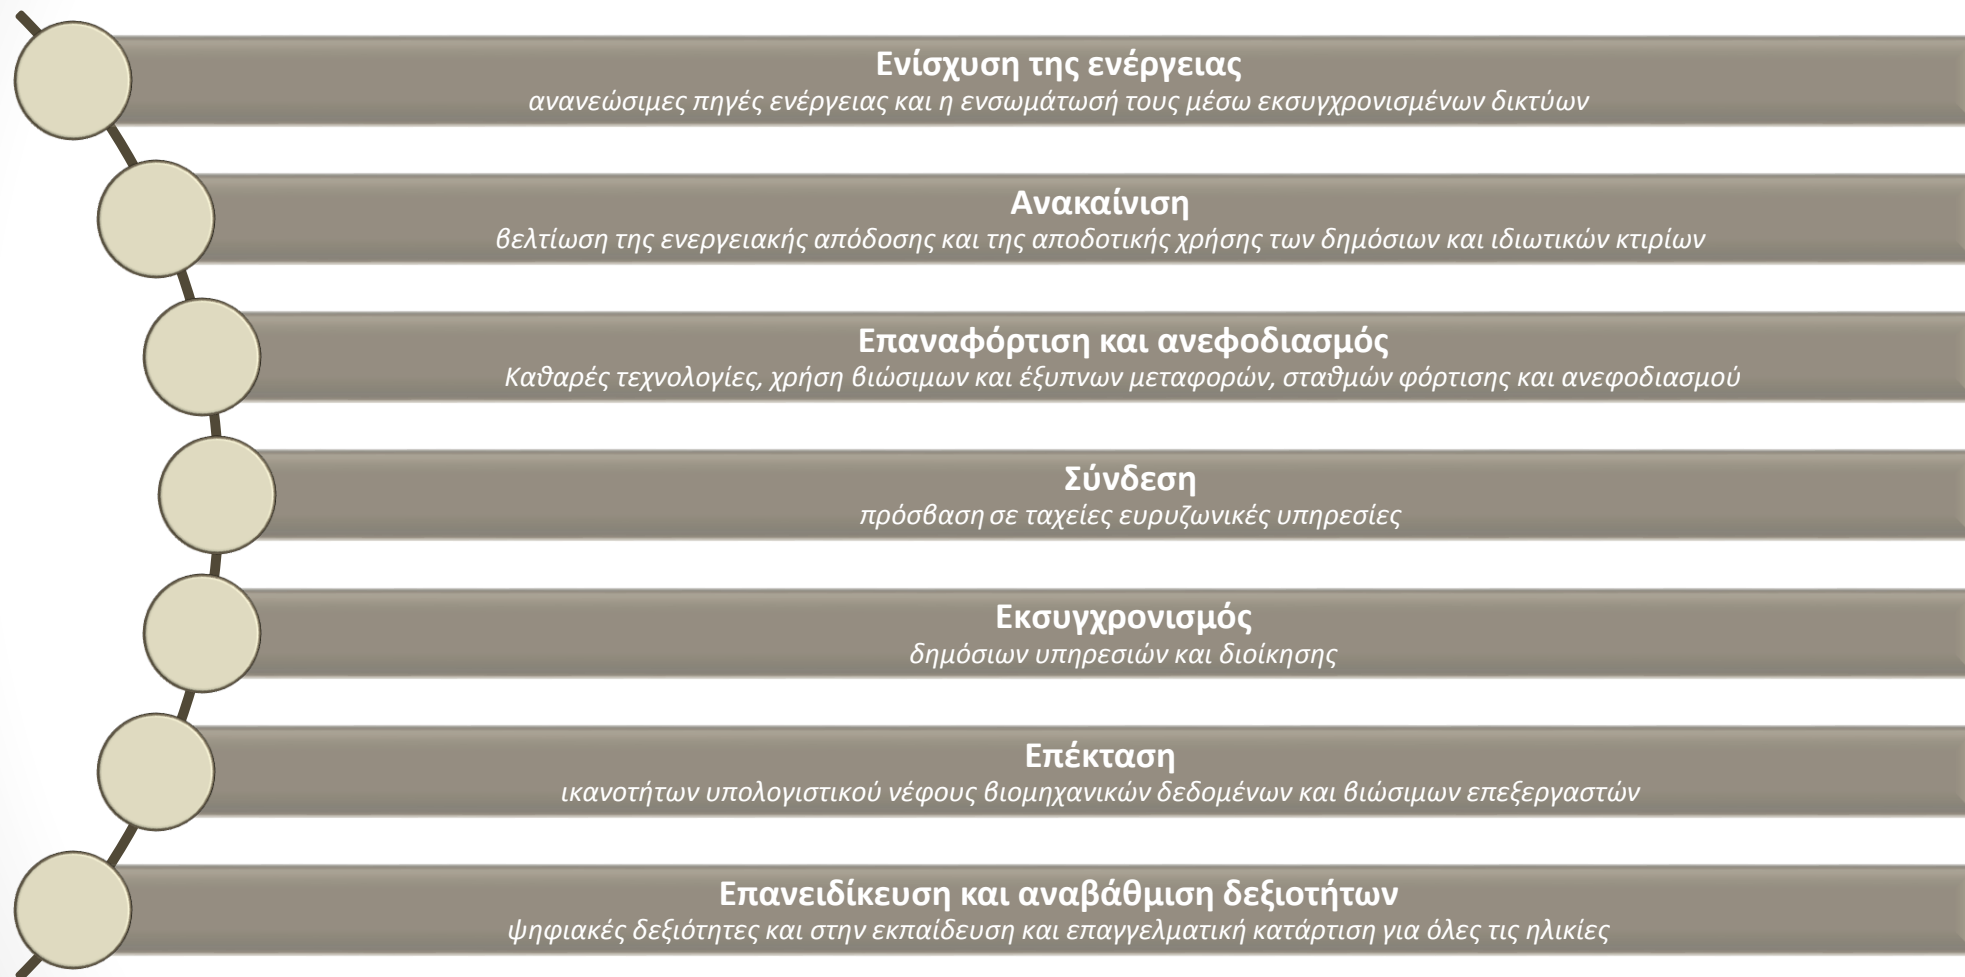 Ενίσχυση της ενέργειας
ανανεώσιμες πηγές ενέργειας και η ενσωμάτωσή τους μέσω εκσυγχρονισμένων δικτύων
Ανακαίνιση
βελτίωση της ενεργειακής απόδοσης και της αποδοτικής χρήσης των δημόσιων και ιδιωτικών κτιρίων
Επαναφόρτιση και ανεφοδιασμός
Καθαρές τεχνολογίες, χρήση βιώσιμων και έξυπνων μεταφορών, σταθμών φόρτισης και ανεφοδιασμού
Σύνδεση
πρόσβαση σε ταχείες ευρυζωνικές υπηρεσίες
Εκσυγχρονισμός
δημόσιων υπηρεσιών και διοίκησης
Επέκταση
ικανοτήτων υπολογιστικού νέφους βιομηχανικών δεδομένων και βιώσιμων επεξεργαστών
Επανειδίκευση και αναβάθμιση δεξιοτήτων
ψηφιακές δεξιότητες και στην εκπαίδευση και επαγγελματική κατάρτιση για όλες τις ηλικίες